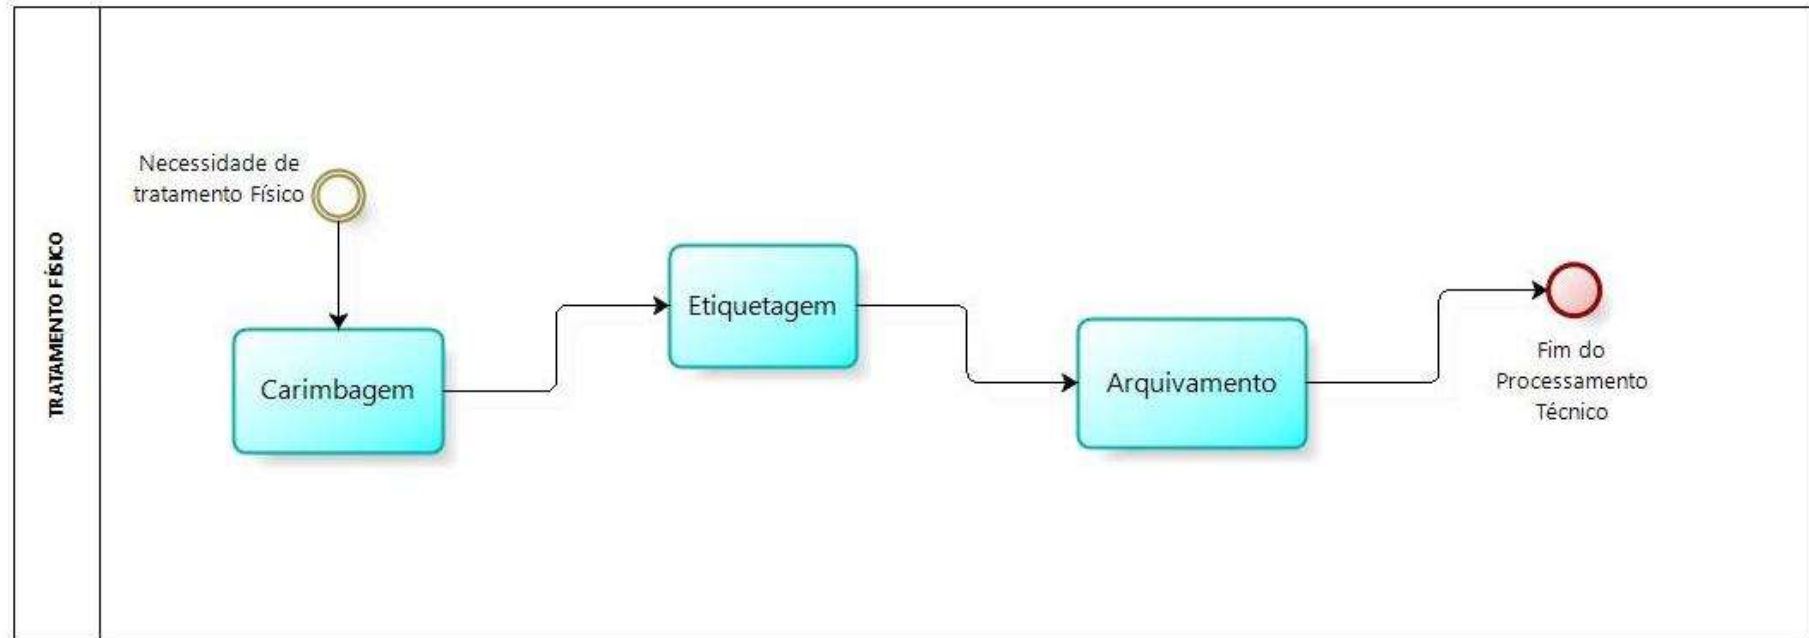 TRATAMENTO FÍSICO
Necessidade de
tratamento Físico
Carimbagem
Etiquetagem
Arquivamento
Fim do
Processamento
Técnico